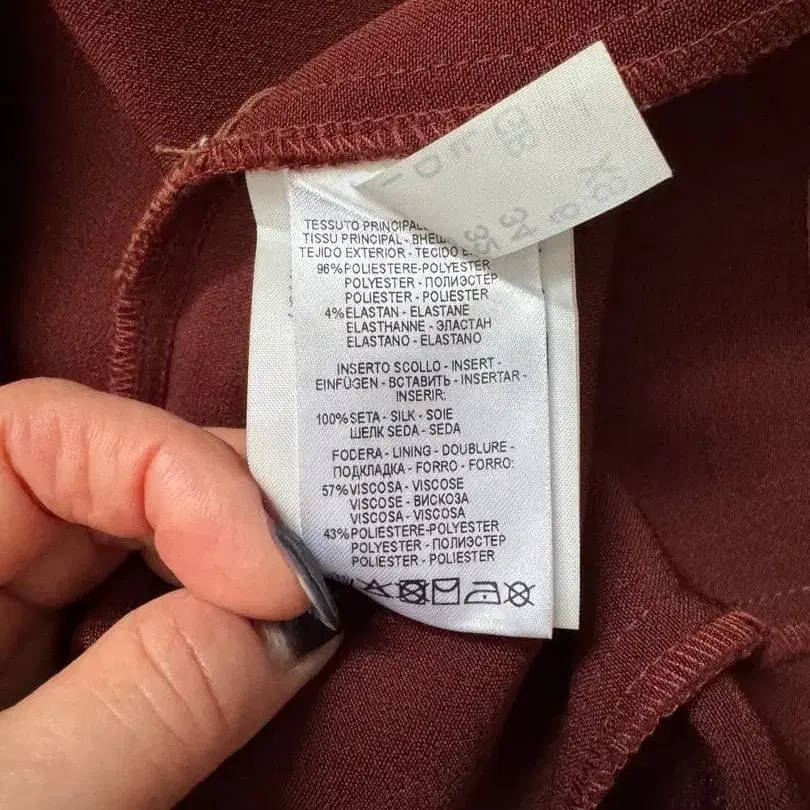 TESSUTO PRINCIPALE
TISSU PRINCIPAL -
TEJIDO EXTERIOR - TECIDO
96% POLIESTERE-POLYESTER
POLYESTER - ПОЛИЭСТЕР
POLIESTER - POLIESTER
4% ELASTAN - ELASTANE
ELASTHANNE - ЭЛАСТАН
ELASTANO - ELASTANO
INSERTO SCOLLO - INSERT -
EINFÜGEN - ВСТАВИТЬ - INSERTAR -
INSERIR:
100% SETA - SILK - SOIE
ШЕЛК SEDA - SEDA
FODERA - LINING - DOUBLURE -
ПОДКЛАДКА - FORRO - FORRO:
57% VISCOSA - VISCOSE
VISCOSE - ВИСКОЗА
VISCOSA - VISCOSA
43% POLIESTERE-POLYESTER
POLYESTER - ПОЛИЭСТЕР
POLIESTER - POLIESTER